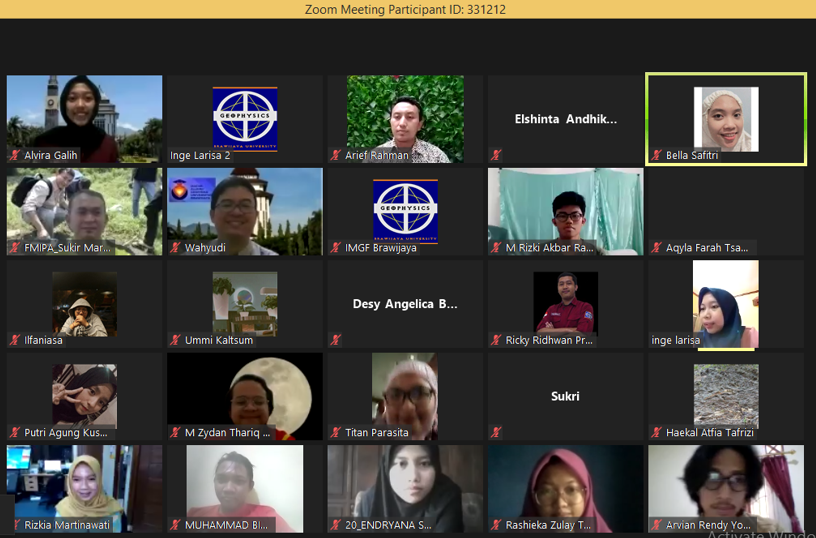 Zoom Meeting Participant ID: 331212
Alvira Galih
GEOPHYSICS
BRAWIJAYA UNIVERSITY
Inge Larisa 2
Arief Rahman
Elshinta Andhik...
Bella Safitri
FMIPA_Sukir Mar...
Wahyudi
GEOPHYSICS
BRAWIJAYA UNIVERSITY
IMGF Brawijaya
M Rizki Akbar Ra...
Aqyla Farah Tsa...
Ilfaniasa
Ummi Kaltsum
Desy Angelica B...
Ricky Ridhwan Pr...
inge larisa
Putri Agung Kus...
M Zydan Thariq ...
Titan Parasita
Sukri
Haekal Atfia Tafrizi
Rizkia Martinawati
MUHAMMAD BI...
20_ENDRYANA S...
Rashieka Zulay T...
Arvian Rendy Yo...
Activate Windo